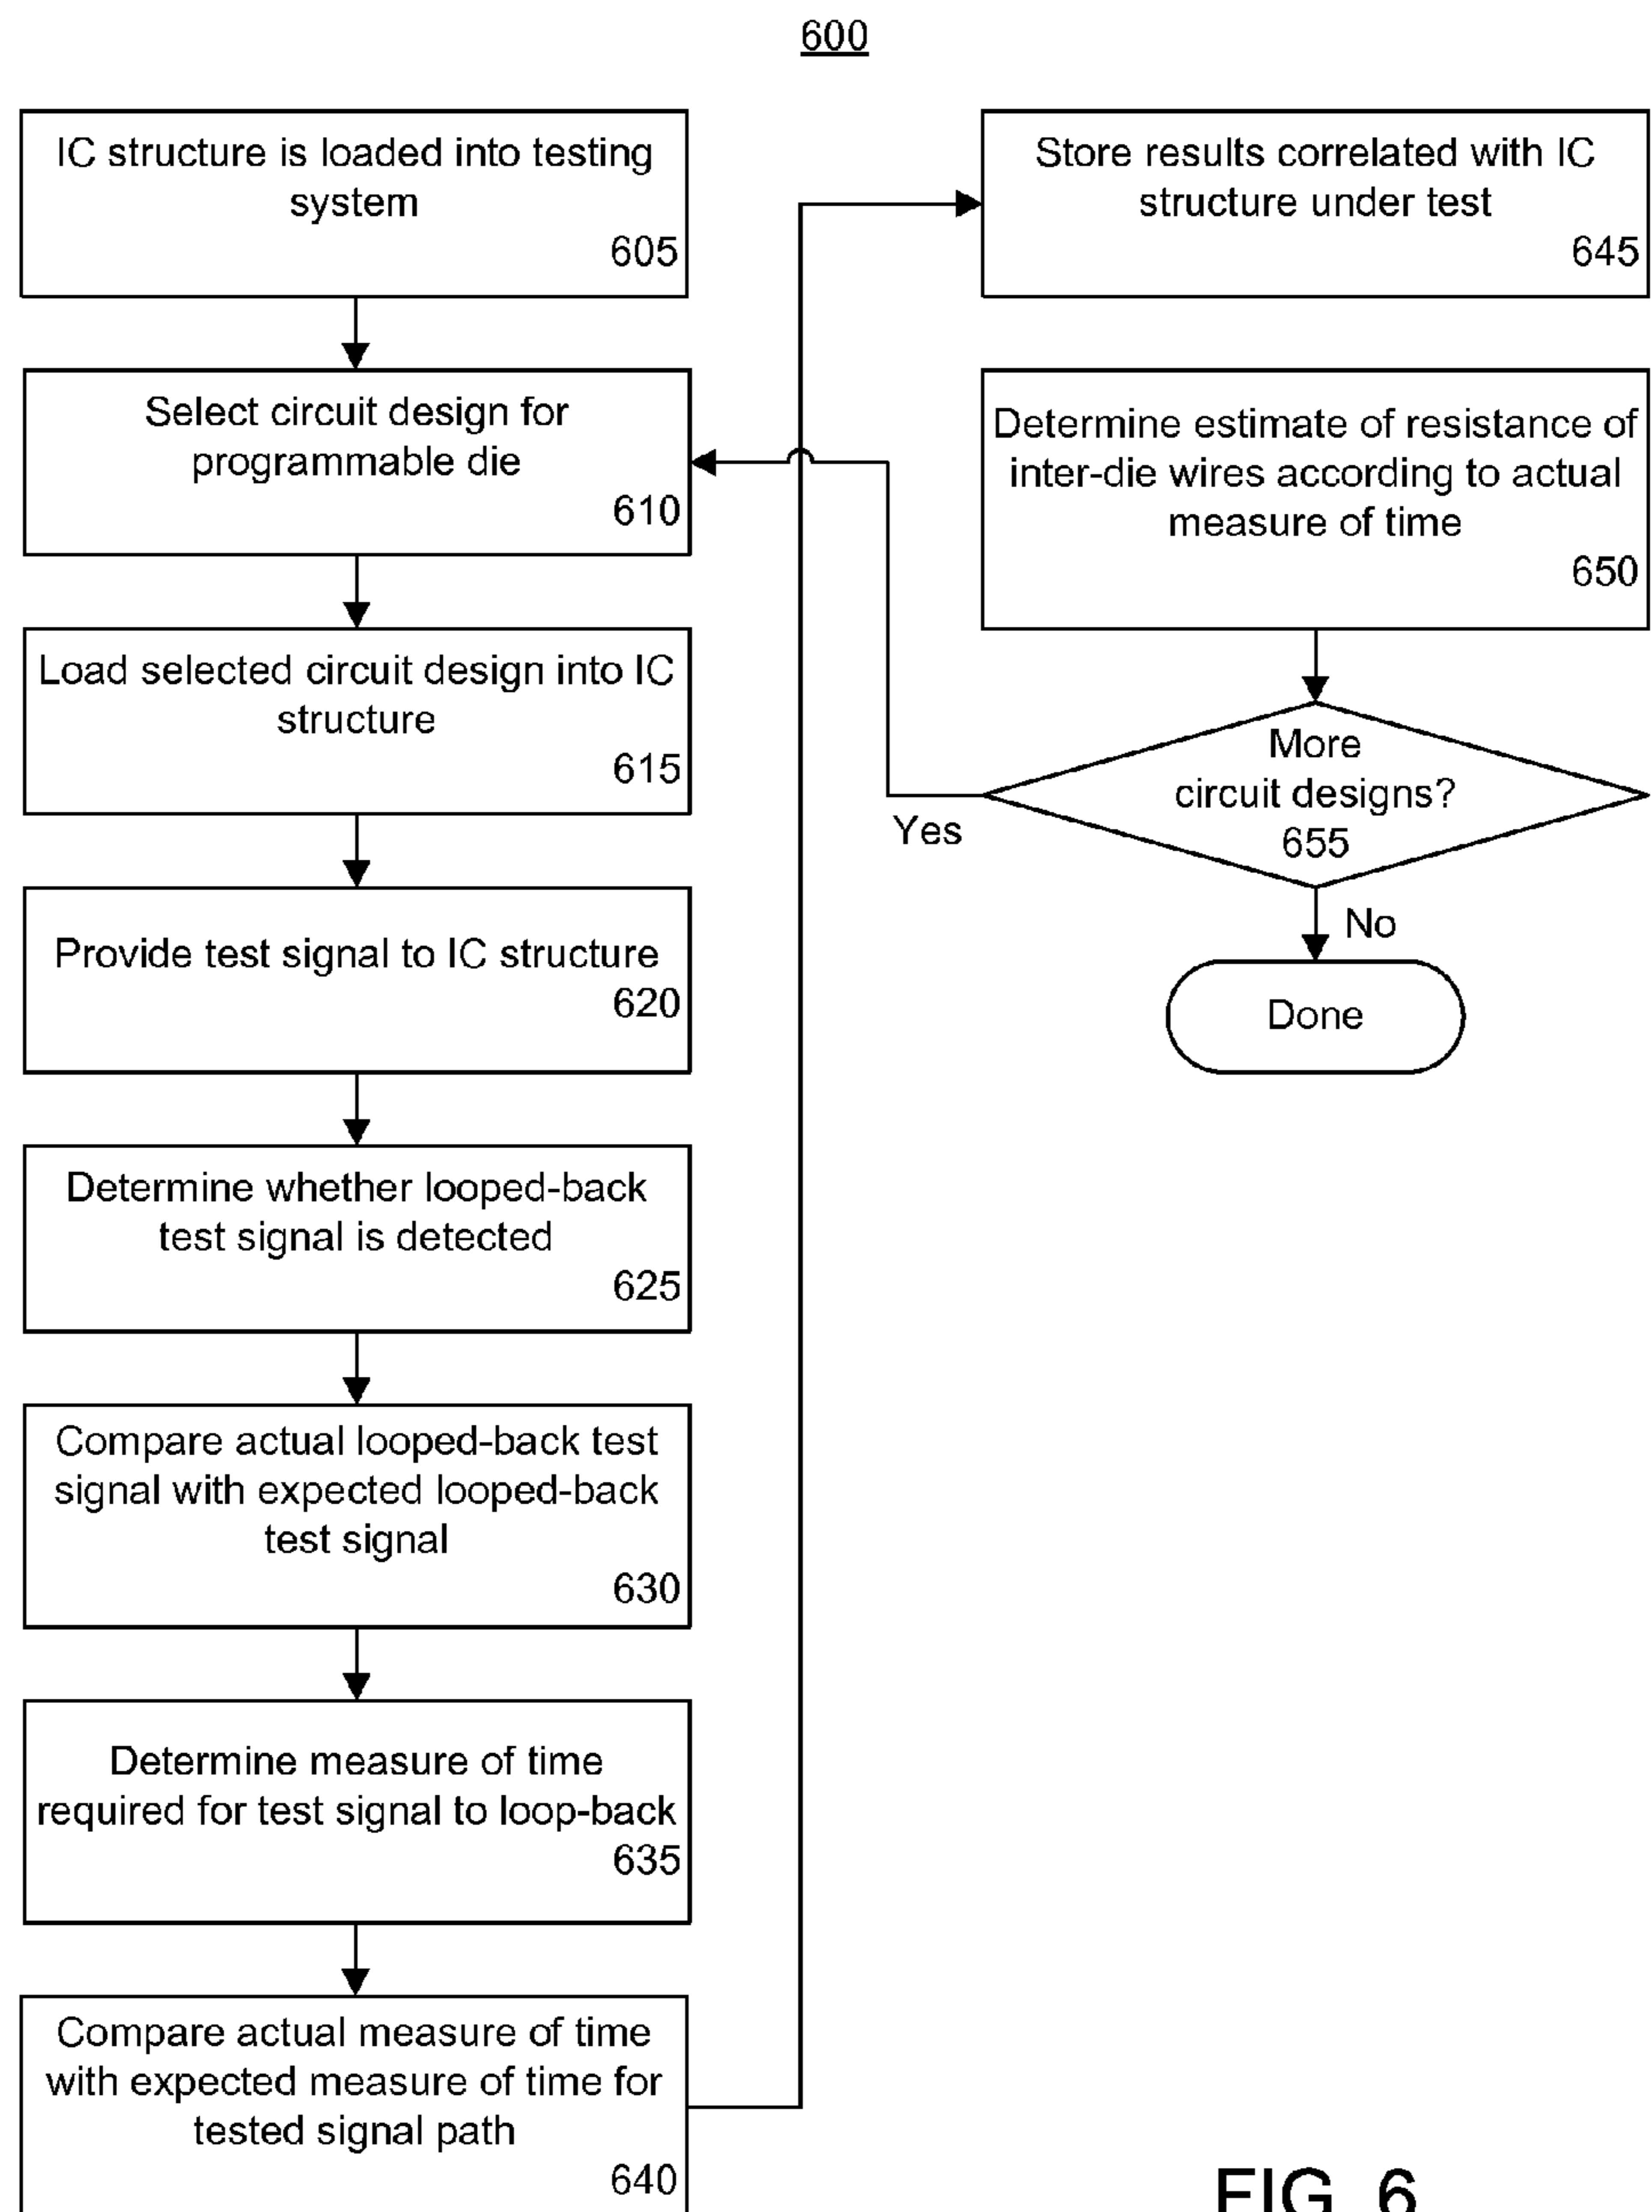 600
IC structure is loaded into testing
system
605
Select circuit design for
programmable die
610
Load selected circuit design into IC
structure
615
Provide test signal to IC structure
620
Determine whether looped-back
test signal is detected
625
Compare actual looped-back test
signal with expected looped-back
test signal
630
Determine measure of time
required for test signal to loop-back
635
Compare actual measure of time
with expected measure of time for
tested signal path
640
Store results correlated with IC
structure under test
645
Determine estimate of resistance of
inter-die wires according to actual
measure of time
650
More
circuit designs?
655
Yes
No
Done
FIG. 6